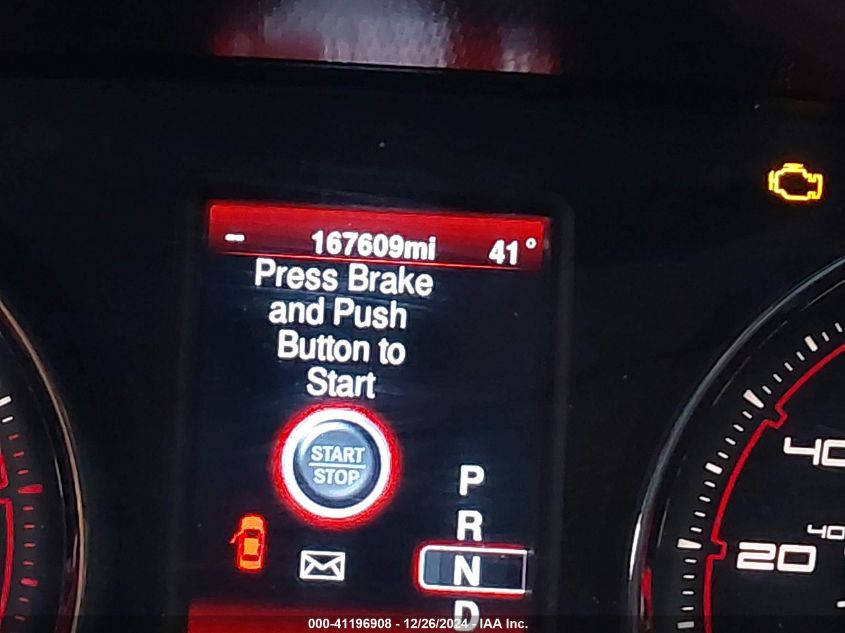 -- 167609mi 41°
Press Brake
and Push
Button to
Start
START
STOP
P
R
N
D
40
40
20
000-41196908 - 12/26/2024 - IAA Inc.